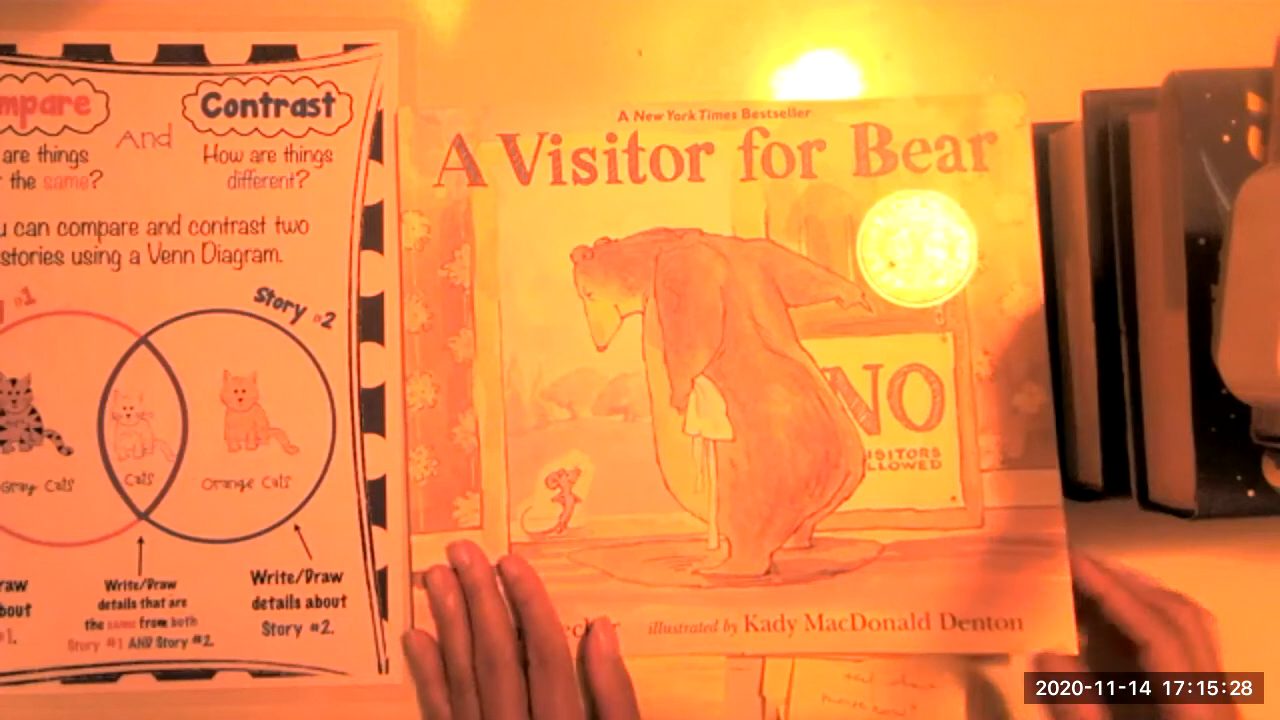 Contrast
And
are things
the same?
How are things
different?
can compare and contrast two
stories using a Venn Diagram.
#1
Story #2
Gray Cats
Cats
Orange Cats
Write/Draw
details that are
the same from both
Story #1 AND Story #2.
Write/Draw
details about
Story #2.
A New York Times Bestseller
A Visitor for Bear
NO
illustrated by Kady MacDonald Denton
2020-11-14 17:15:28